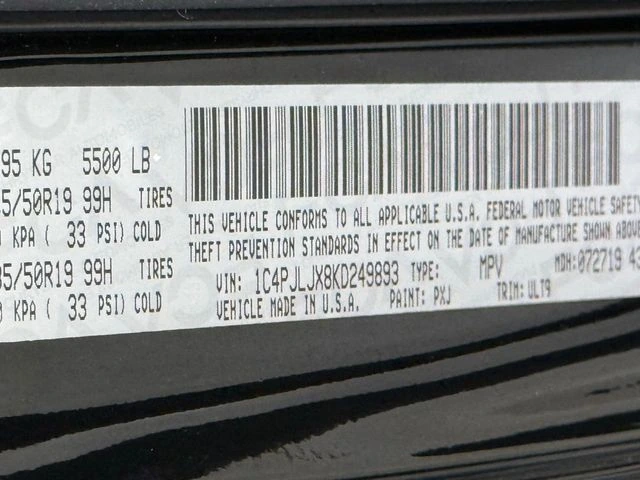 95 KG 5500 LB
5/50R19 99H TIRES
KPA ( 33 PSI) COLD
35/50R19 99H TIRES
KPA ( 33 PSI) COLD
THIS VEHICLE CONFORMS TO ALL APPLICABLE U.S.A. FEDERAL MOTOR VEHICLE SAFETY
THEFT PREVENTION STANDARDS IN EFFECT ON THE DATE OF MANUFACTURE SHOWN ABOVE
VIN: 1C4PJLJX8KD249893 TYPE: MPV MDH:072719 43
VEHICLE MADE IN U.S.A. PAINT: PXJ TRIM:ULT9